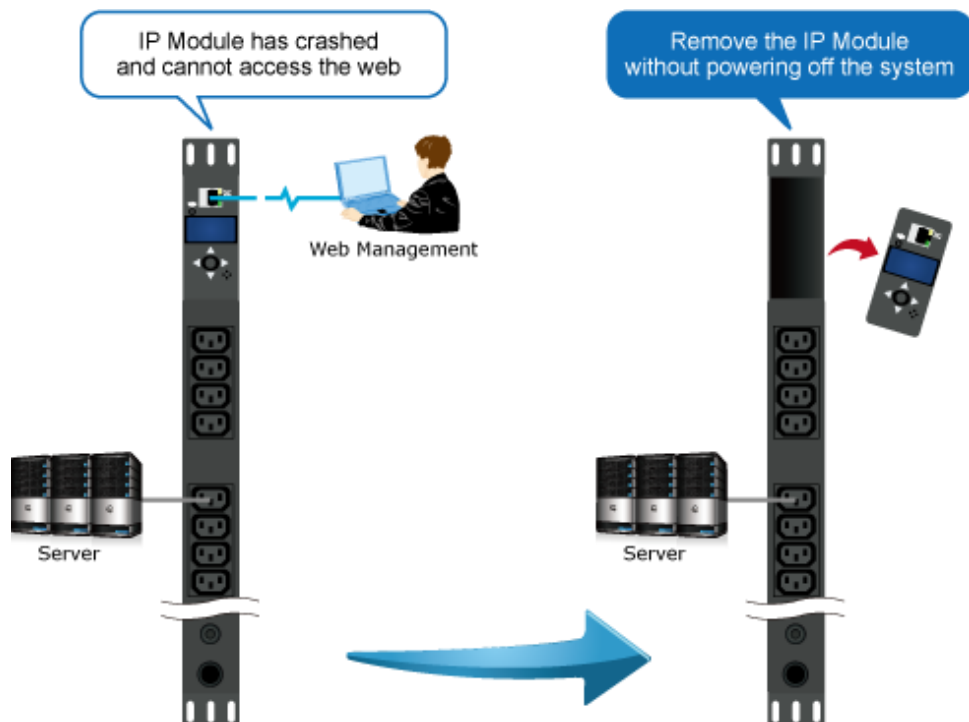 IP Module has crashed
and cannot access the web
Remove the IP Module
without powering off the system
Web Management
Server
Server